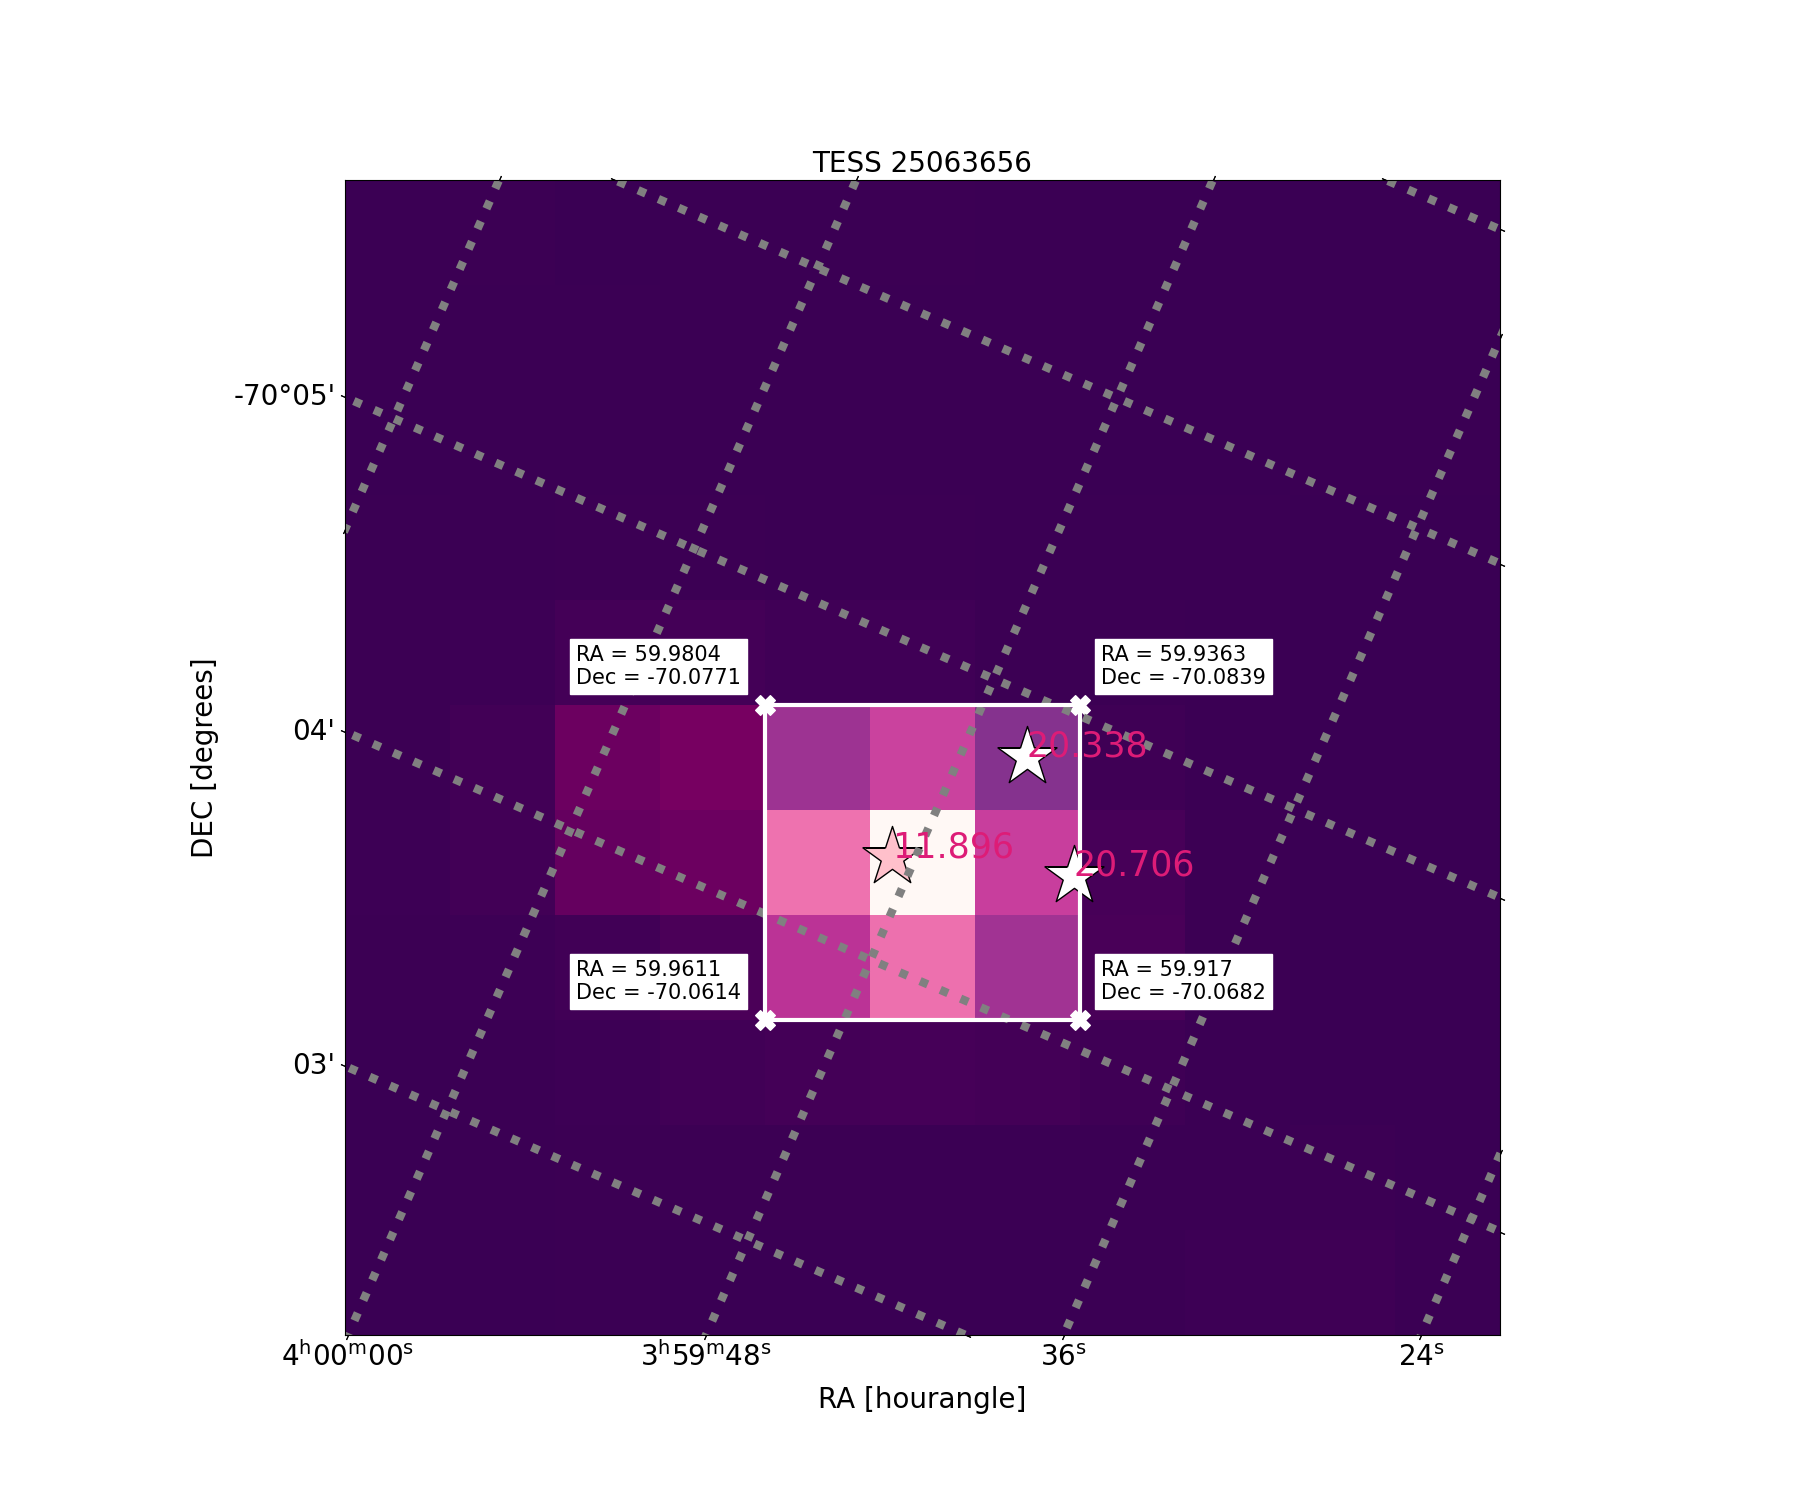 TESS 25063656
-70°05'
RA = 59.9804
Dec = -70.0771
RA = 59.9363
Dec = -70.0839
04'
20.338
11.896
20.706
DEC [degrees]
RA = 59.9611
Dec = -70.0614
RA = 59.917
Dec = -70.0682
03'
4ʰ00ᵐ00ˢ 3ʰ59ᵐ48ˢ 36ˢ 24ˢ
RA [hourangle]